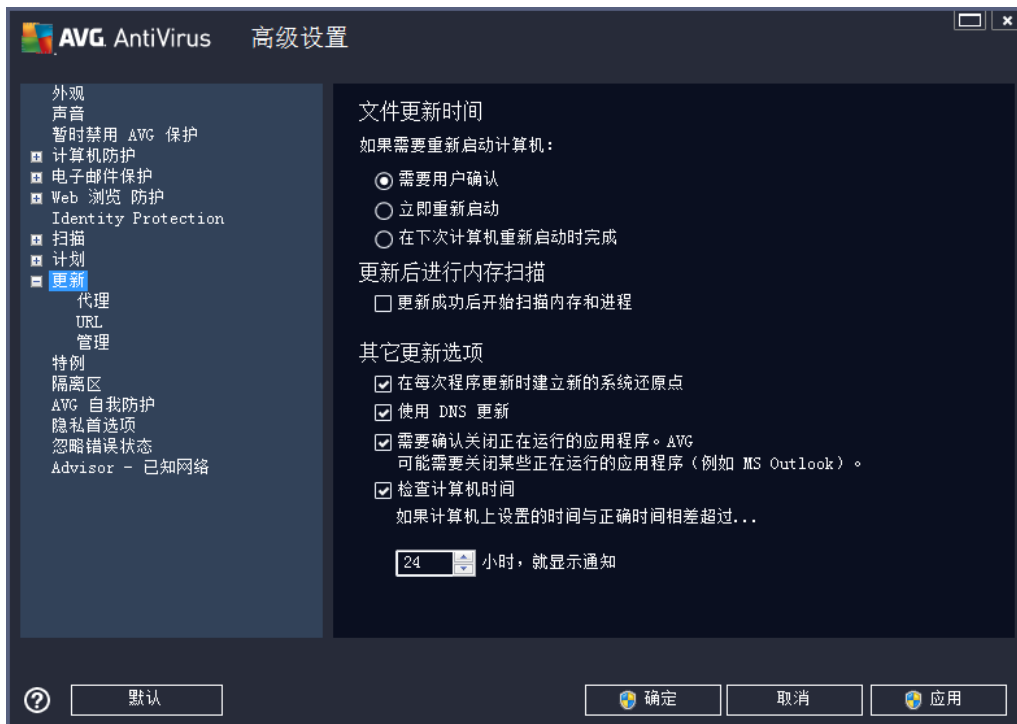 AVG. AntiVirus 高级设置
外观
声音
暂时禁用 AVG 保护
计算机防护
电子邮件保护
Web 浏览 防护
Identity Protection
扫描
计划
更新
代理
URL
管理
特例
隔离区
AVG 自我防护
隐私首选项
忽略错误状态
Advisor - 已知网络
文件更新时间
如果需要重新启动计算机：
需要用户确认
立即重新启动
在下次计算机重新启动时完成
更新后进行内存扫描
更新成功后开始扫描内存和进程
其它更新选项
在每次程序更新时建立新的系统还原点
使用 DNS 更新
需要确认关闭正在运行的应用程序。AVG
可能需要关闭某些正在运行的应用程序（例如 MS Outlook）。
检查计算机时间
如果计算机上设置的时间与正确时间相差超过...
24 小时，就显示通知
默认 确定 取消 应用